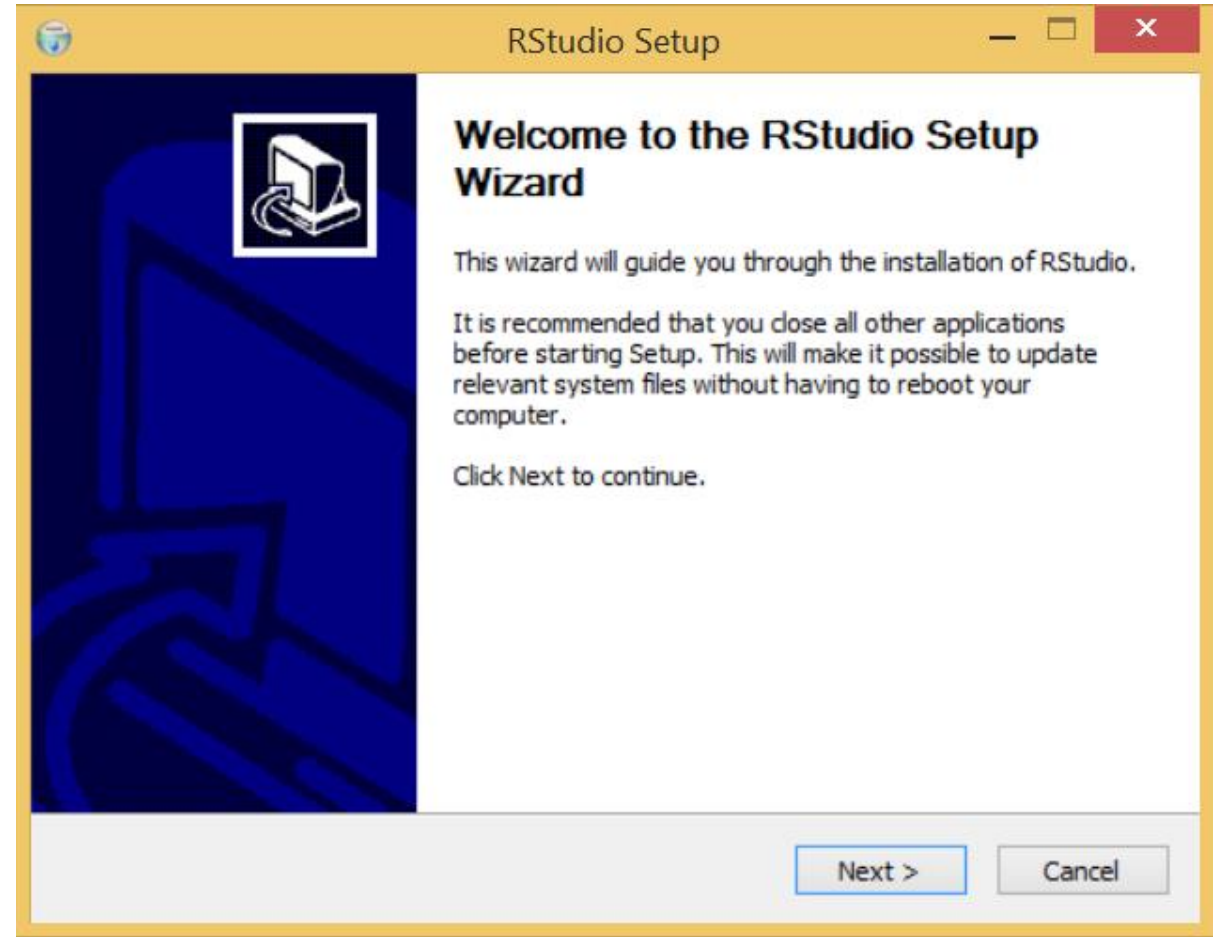 RStudio Setup
Welcome to the RStudio Setup
Wizard
This wizard will guide you through the installation of RStudio.
It is recommended that you close all other applications
before starting Setup. This will make it possible to update
relevant system files without having to reboot your
computer.
Click Next to continue.
Next >
Cancel